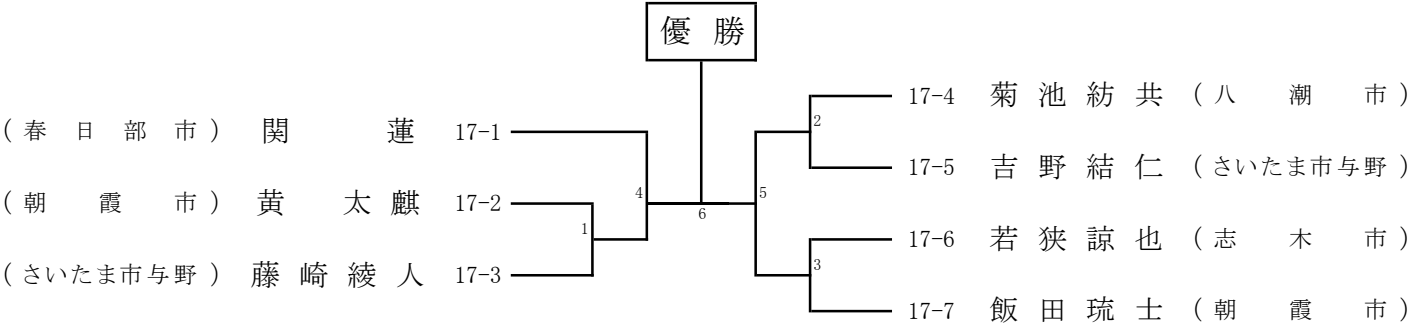 優勝
(春日部市) 関 蓮 17-1
(朝霞市) 黄 太麒 17-2
(さいたま市与野) 藤崎綾人 17-3
1
4
6
5
2
3
17-4 菊池紡共 (八潮市)
17-5 吉野結仁 (さいたま市与野)
17-6 若狭諒也 (志木市)
17-7 飯田琉士 (朝霞市)